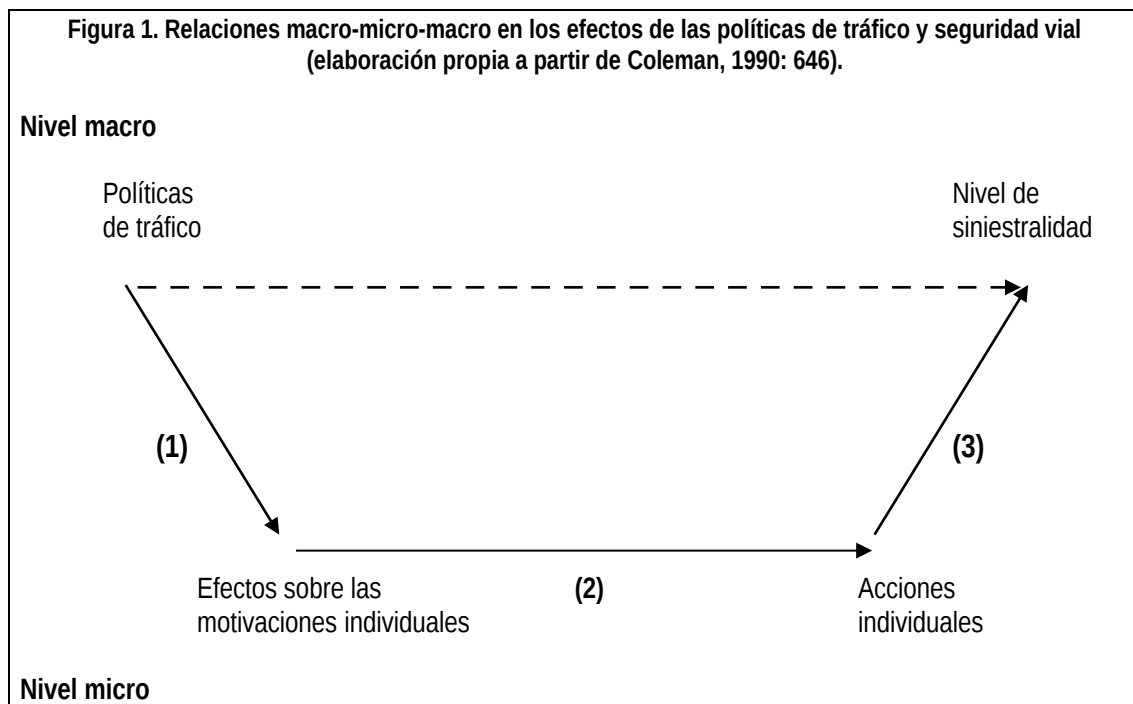 Figura 1. Relaciones macro-micro-macro en los efectos de las políticas de tráfico y seguridad vial
(elaboración propia a partir de Coleman, 1990: 646).
Nivel macro
Políticas
de tráfico
Nivel de
siniestralidad
(1)
(3)
Efectos sobre las
motivaciones individuales
(2)
Acciones
individuales
Nivel micro